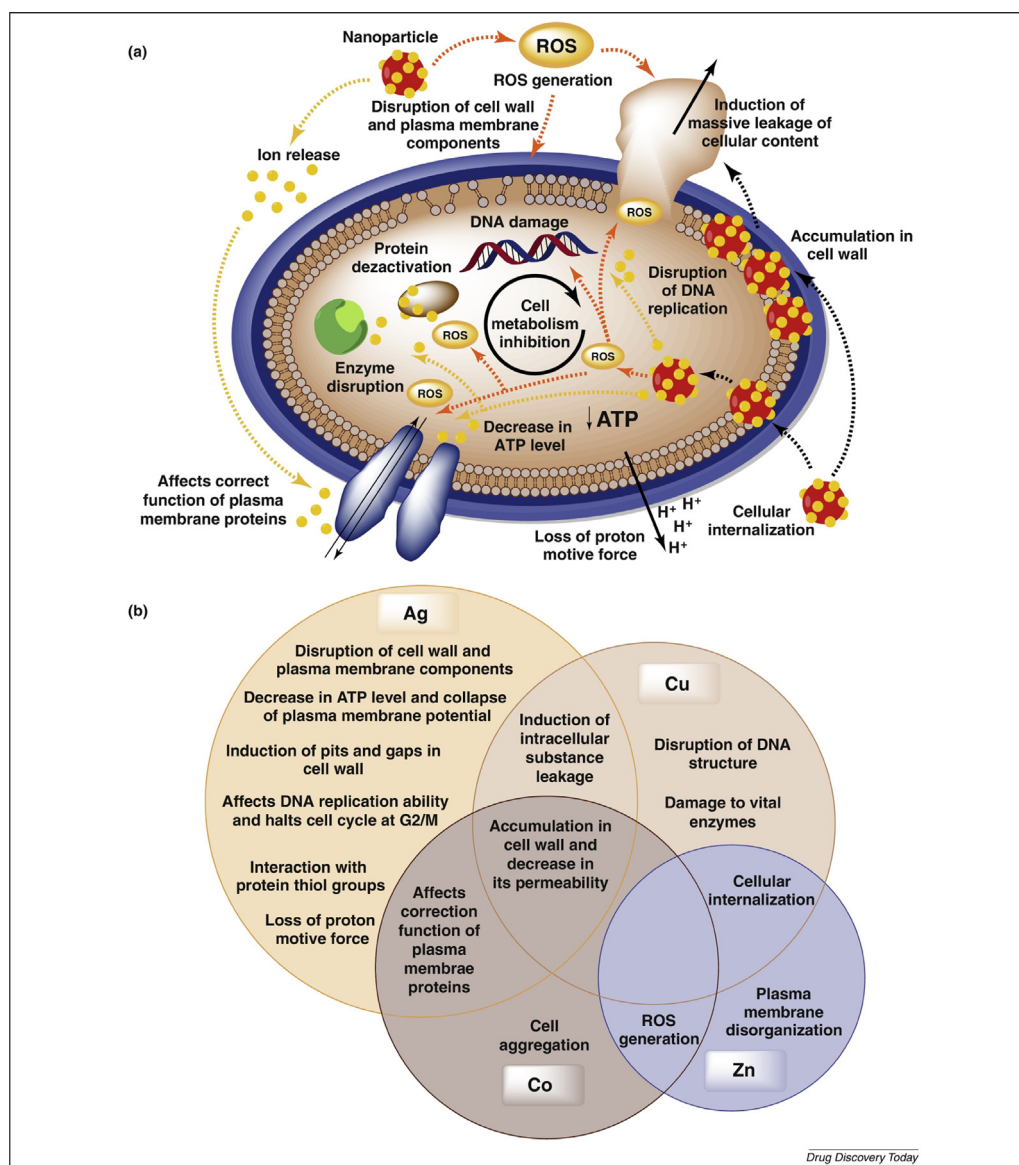 (a)
Nanoparticle
ROS
ROS generation
Disruption of cell wall
and plasma membrane
components
Induction of
massive leakage of
cellular content
Ion release
ROS
DNA damage
Accumulation in
cell wall
Protein
dezactivation
Disruption
of DNA
replication
Cell
metabolism
inhibition
ROS
ROS
Enzyme
disruption
ROS
Decrease in
ATP level
↓ATP
Affects correct
function of plasma
membrane proteins
Cellular
internalization
H+ H+
H+
H+
Loss of proton
motive force
(b)
Ag
Disruption of cell wall and
plasma membrane components
Decrease in ATP level and collapse
of plasma membrane potential
Induction of pits and gaps in
cell wall
Affects DNA replication ability
and halts cell cycle at G2/M
Interaction with
protein thiol groups
Loss of proton
motive force
Induction of
intracellular
substance
leakage
Cu
Disruption of DNA
structure
Damage to vital
enzymes
Accumulation in
cell wall and
decrease in
its permeability
Affects
correction
function of
plasma
membrae
proteins
Cellular
internalization
Plasma
membrane
disorganization
ROS
generation
Cell
aggregation
Co
Zn
Drug Discovery Today